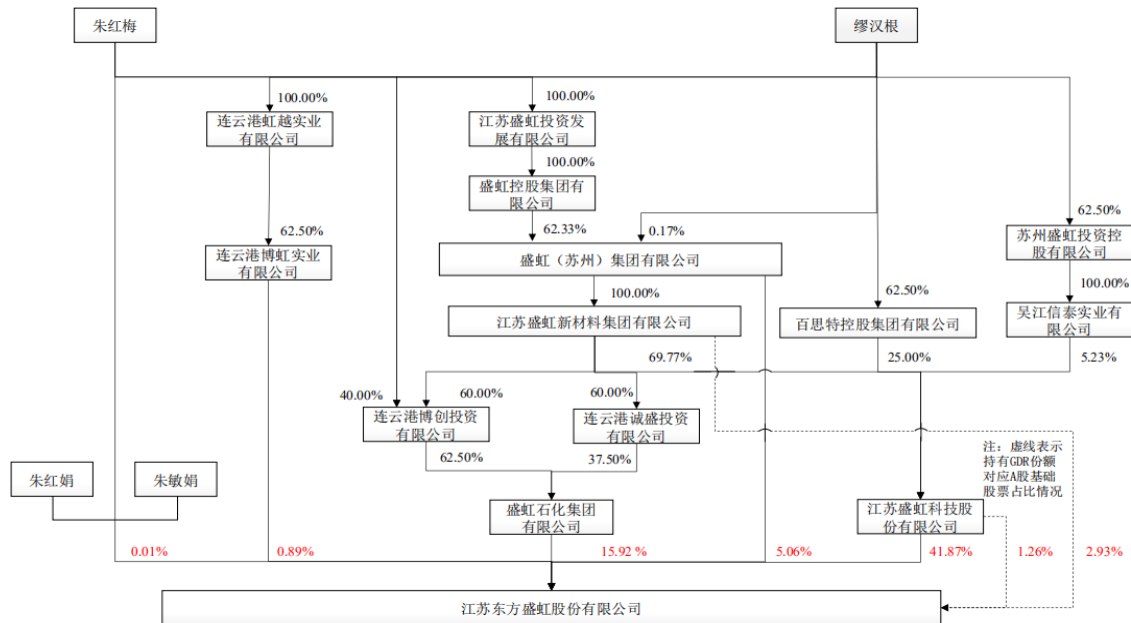 朱红梅
缪汉根
100.00%
100.00%
连云港虹越实业
有限公司
江苏盛虹投资发
展有限公司
100.00%
盛虹控股集团有
限公司
62.50%
62.33%
0.17%
62.50%
连云港博虹实业
有限公司
盛虹（苏州）集团有限公司
苏州盛虹投资控
股有限公司
100.00%
62.50%
100.00%
江苏盛虹新材料集团有限公司
百思特控股集团有限公司
吴江信泰实业有
限公司
69.77%
25.00%
5.23%
40.00%
60.00%
60.00%
连云港博创投资
有限公司
连云港诚盛投资
有限公司
62.50%
37.50%
注：虚线表示
持有GDR份额
对应A股基础
股票占比情况
朱红娟
朱敏娟
盛虹石化集团
有限公司
江苏盛虹科技股
份有限公司
0.01%
0.89%
15.92 %
5.06%
41.87%
1.26%
2.93%
江苏东方盛虹股份有限公司